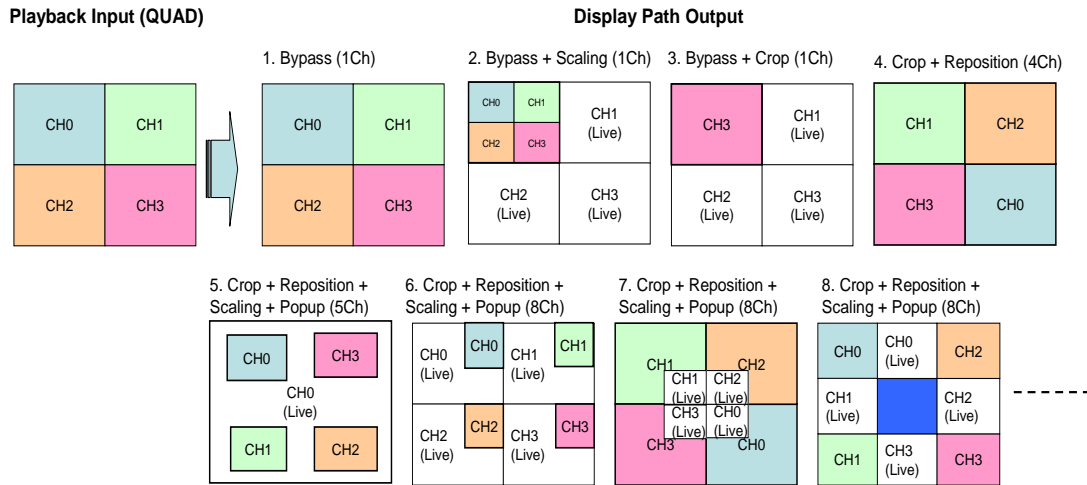 Playback Input (QUAD)
Display Path Output
1. Bypass (1Ch)
2. Bypass + Scaling (1Ch)
3. Bypass + Crop (1Ch)
4. Crop + Reposition (4Ch)
CH0
CH1
CH2
CH3
CH0
CH1
CH2
CH3
CH0
CH1
CH2
CH3
CH1
(Live)
CH2
(Live)
CH3
(Live)
CH3
CH1
(Live)
CH2
(Live)
CH3
(Live)
CH1
CH2
CH3
CH0
5. Crop + Reposition +
Scaling + Popup (5Ch)
6. Crop + Reposition +
Scaling + Popup (8Ch)
7. Crop + Reposition +
Scaling + Popup (8Ch)
8. Crop + Reposition +
Scaling + Popup (8Ch)
CH0
CH3
CH0
(Live)
CH1
CH2
CH0
(Live)
CH0
CH1
(Live)
CH1
CH2
(Live)
CH2
CH3
(Live)
CH3
CH1
CH2
CH1
(Live)
CH2
(Live)
CH3
(Live)
CH0
(Live)
CH3
CH0
CH0
CH0
(Live)
CH2
CH1
(Live)
CH2
(Live)
CH1
CH3
(Live)
CH3